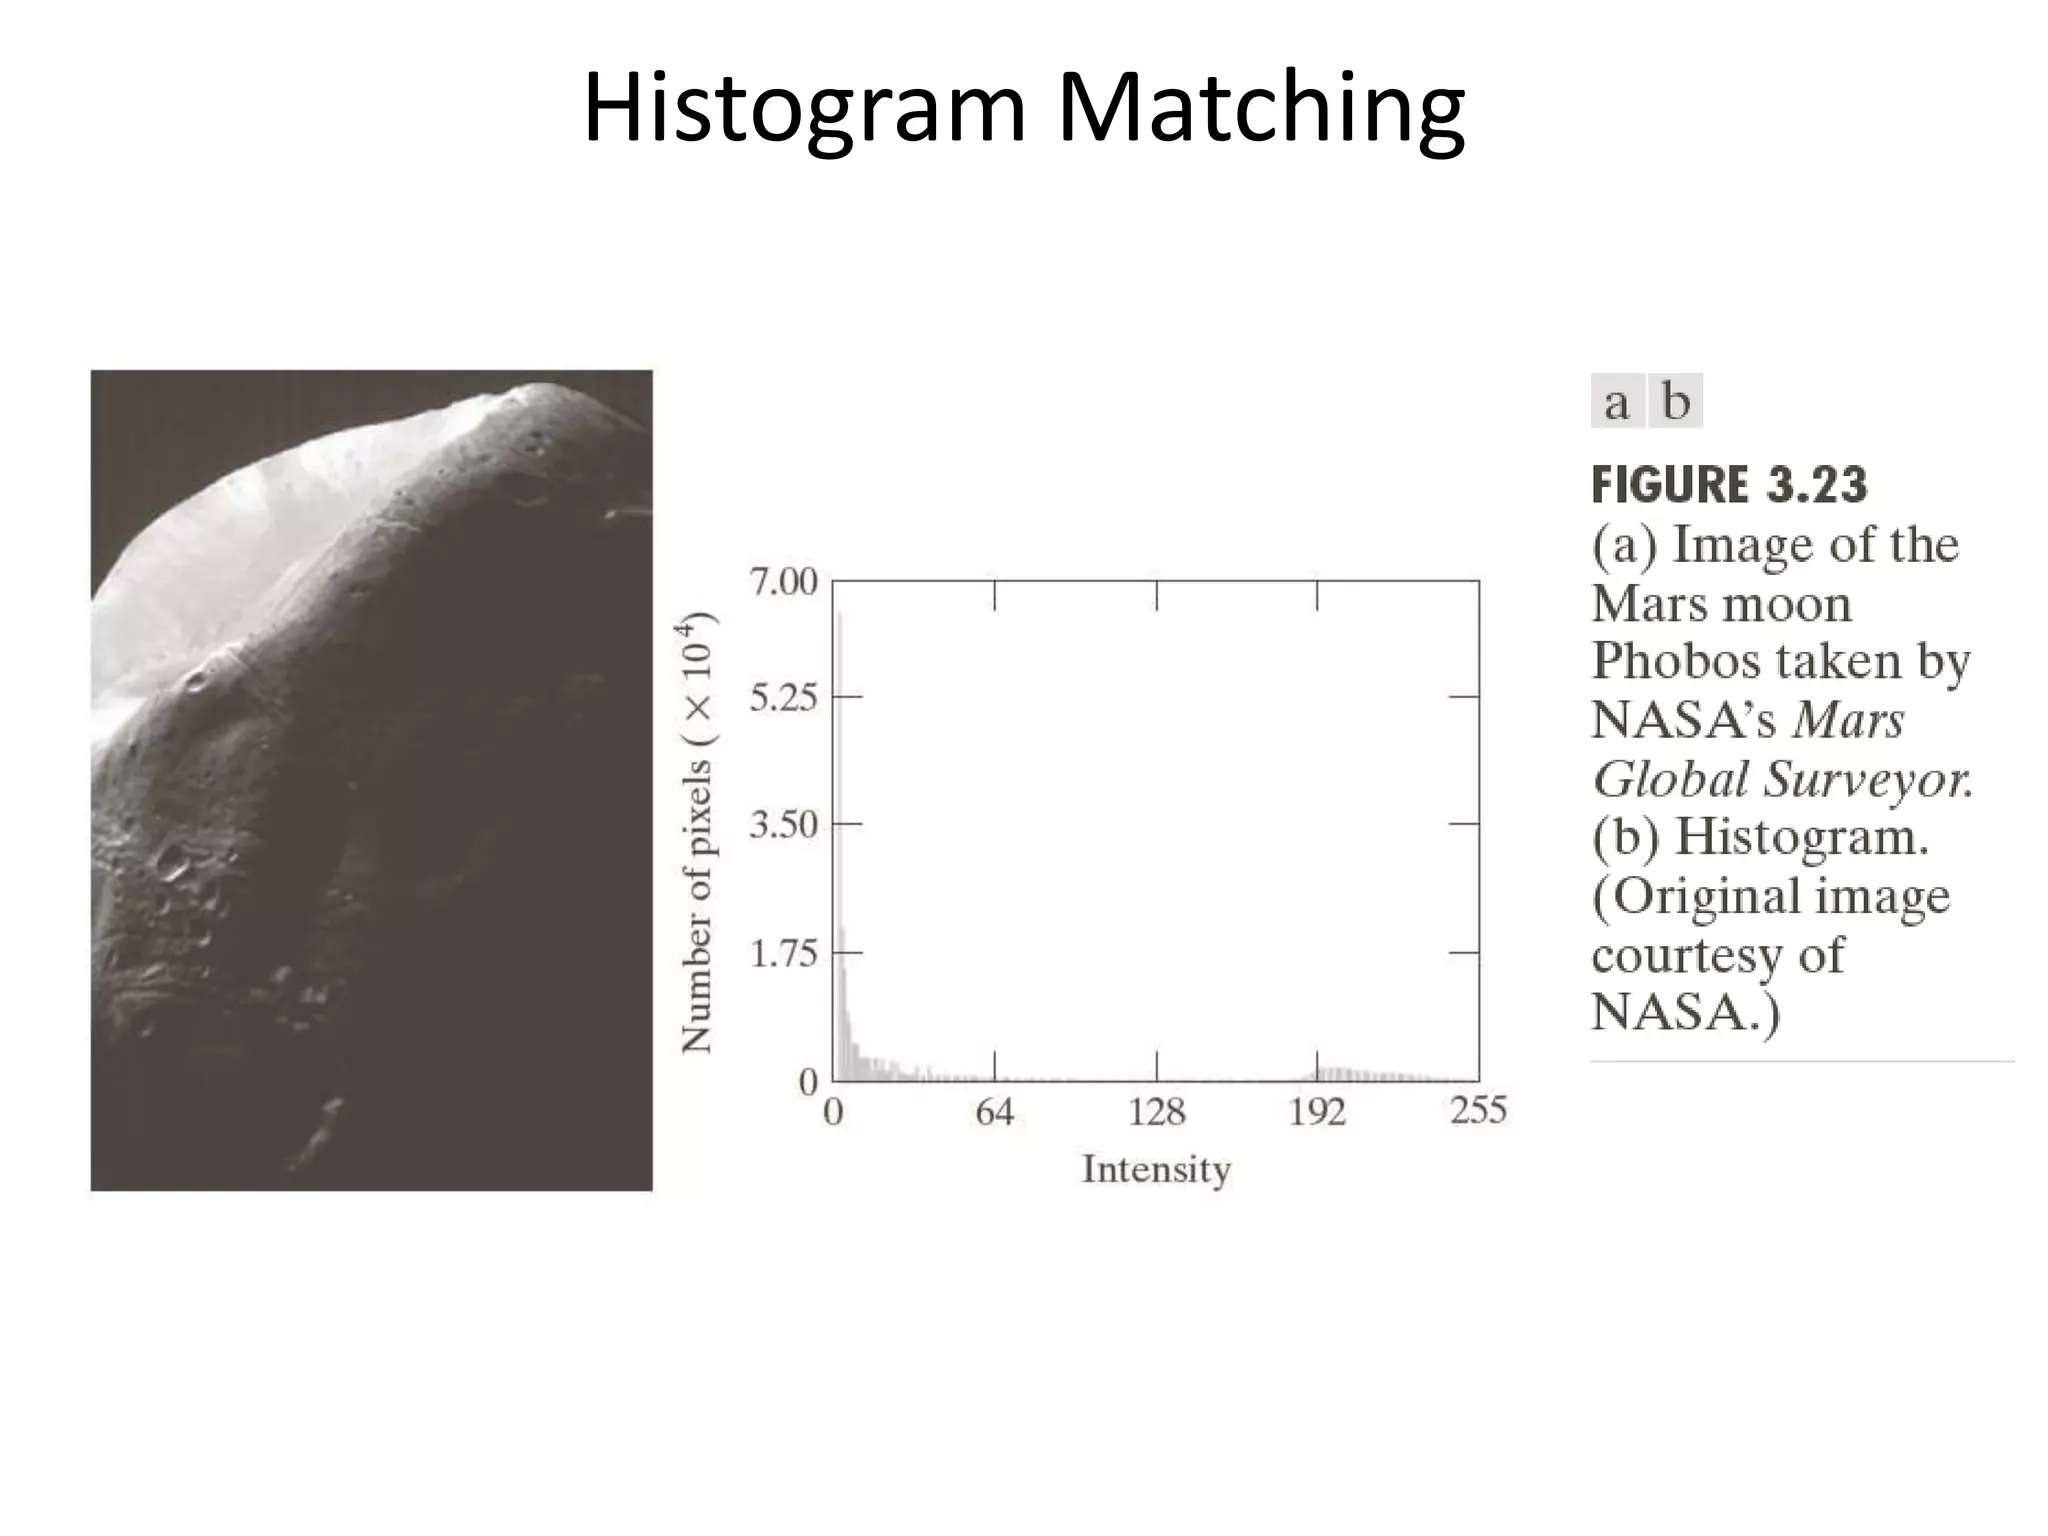 Histogram Matching
a b
FIGURE 3.23
(a) Image of the
Mars moon
Phobos taken by
NASA’s Mars
Global Surveyor.
(b) Histogram.
(Original image
courtesy of
NASA.)
Number of pixels ( × 10⁴)
7.00
5.25
3.50
1.75
0
0 64 128 192 255
Intensity